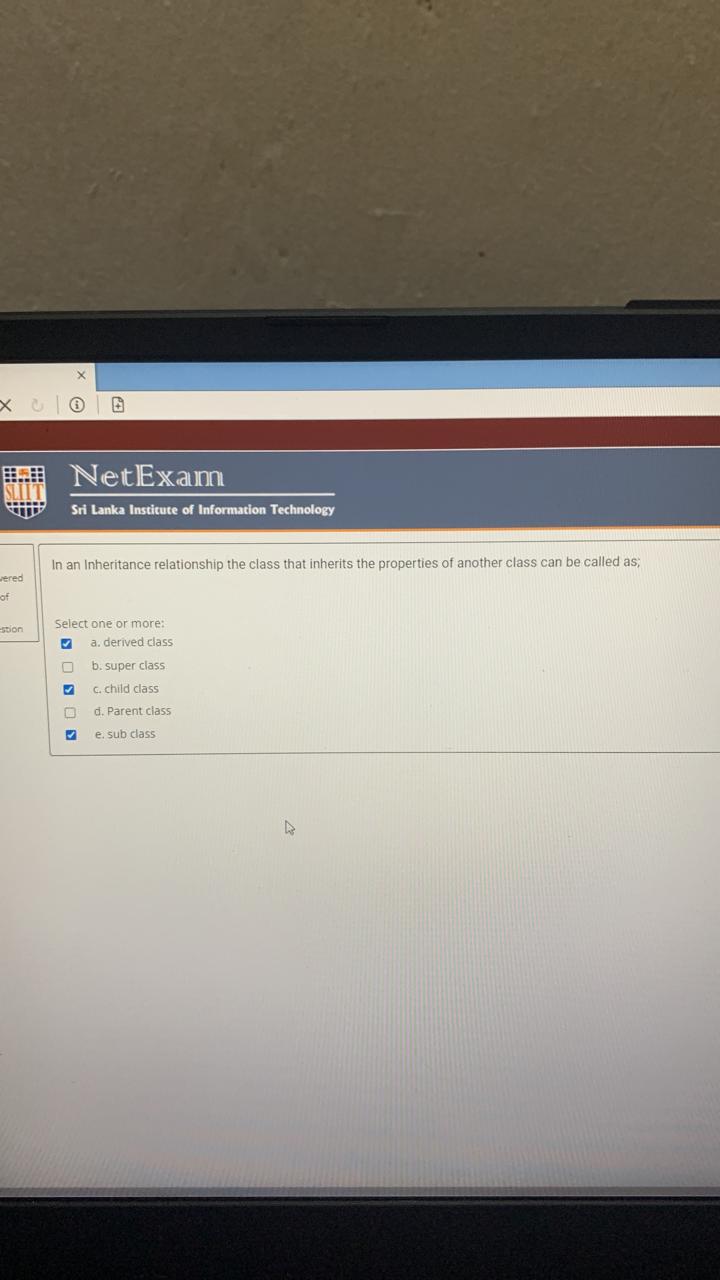 SLIIT
NetExam
Sri Lanka Institute of Information Technology
vered
of
estion
In an Inheritance relationship the class that inherits the properties of another class can be called as;
Select one or more:
a. derived class
b. super class
c. child class
d. Parent class
e. sub class